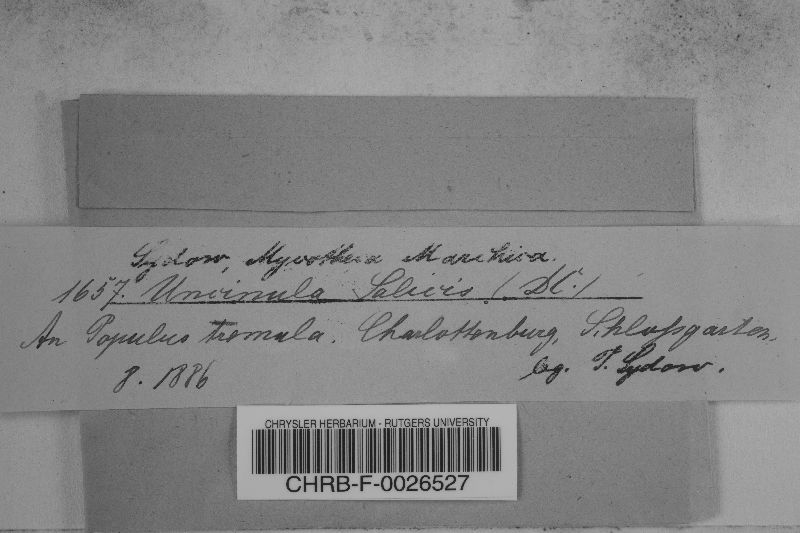 Sydow, Mycotheca Marchica.
1657. Uncinula Salicis (DC.)
An Populus tremula. Charlottenburg, Schloßgarten.
8. 1886 leg. P. Sydow.
CHRYSLER HERBARIUM - RUTGERS UNIVERSITY
CHRB-F-0026527